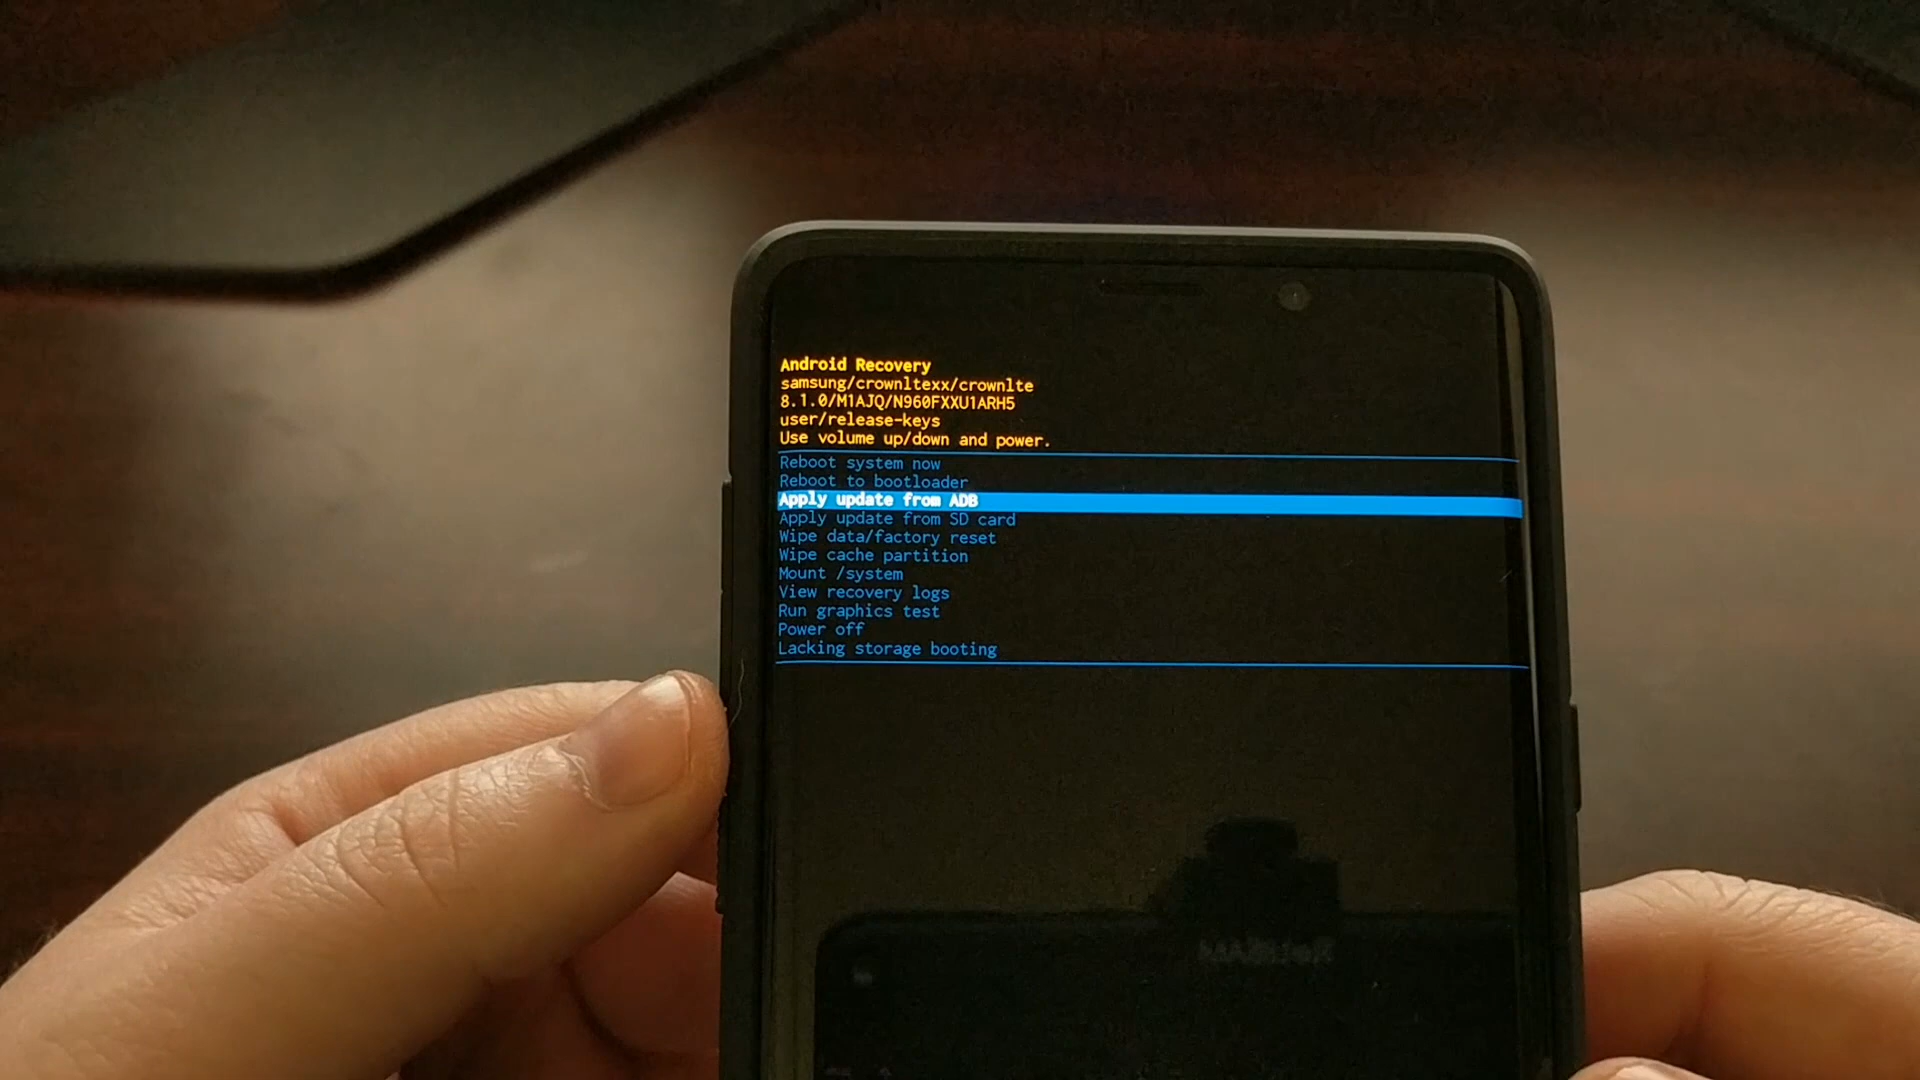 Android Recovery
samsung/crownltexx/crownlte
8.1.0/M1AJQ/N960FXXU1ARH5
user/release-keys
Use volume up/down and power.
Reboot system now
Reboot to bootloader
Apply update from ADB
Apply update from SD card
Wipe data/factory reset
Wipe cache partition
Mount /system
View recovery logs
Run graphics test
Power off
Lacking storage booting